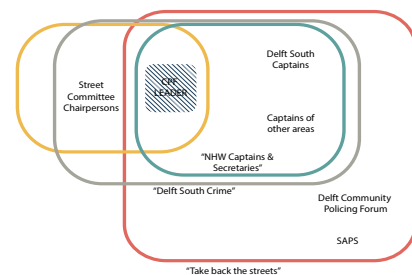 Delft South
Captains
Street
Committee
Chairpersons
CPF
LEADER
Captains of
other areas
"NHW Captains &
Secretaries"
"Delft South Crime"
Delft Community
Policing Forum
SAPS
"Take back the streets"